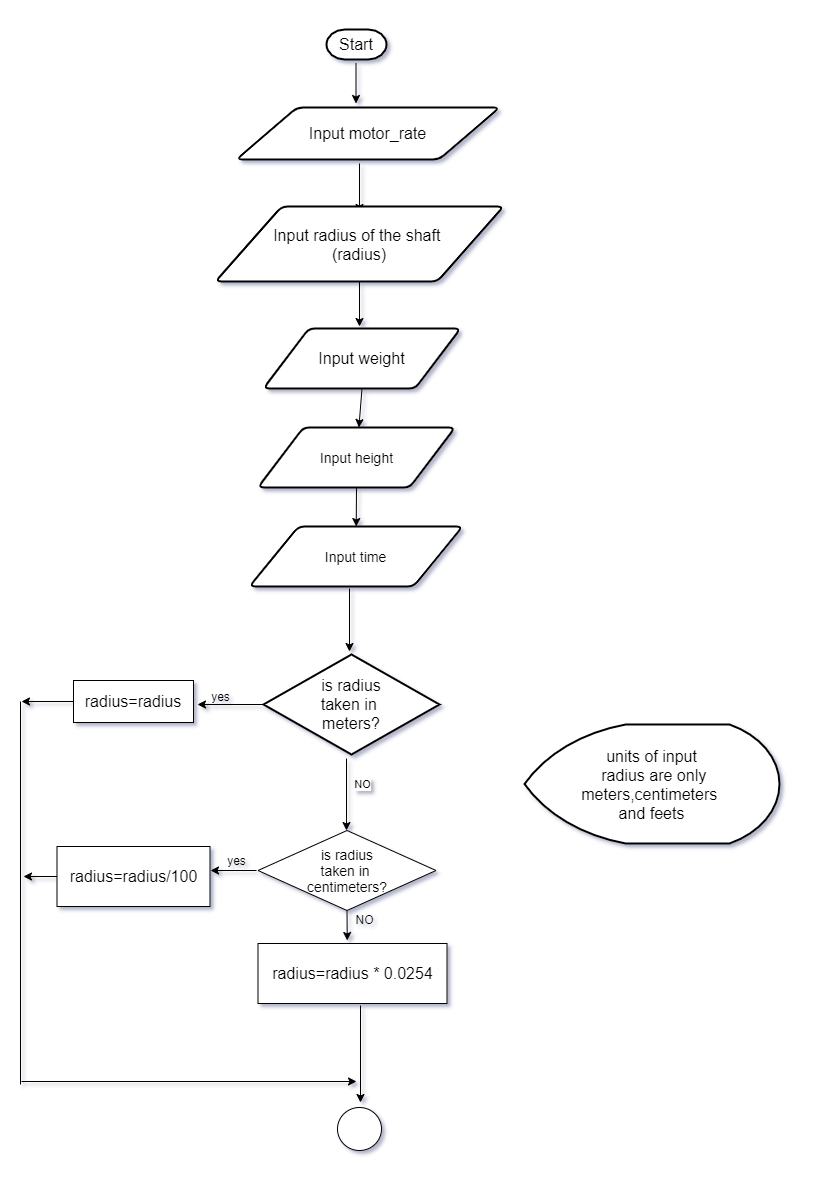 Start
Input motor_rate
Input radius of the shaft
(radius)
Input weight
Input height
Input time
is radius
taken in
meters?
yes
radius=radius
NO
units of input
radius are only
meters,centimeters
and feets
is radius
taken in
centimeters?
yes
radius=radius/100
NO
radius=radius * 0.0254